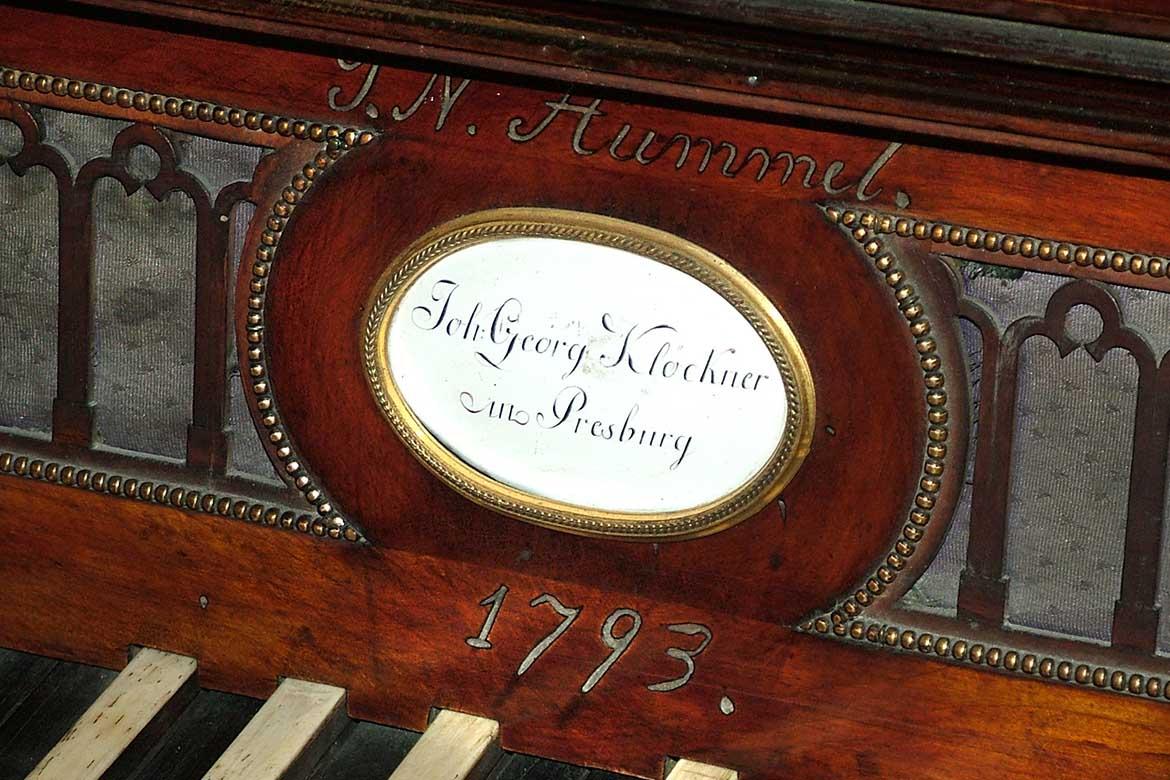 J. N. Hummel.
Joh: Georg Klöckner
in Presburg
1793.